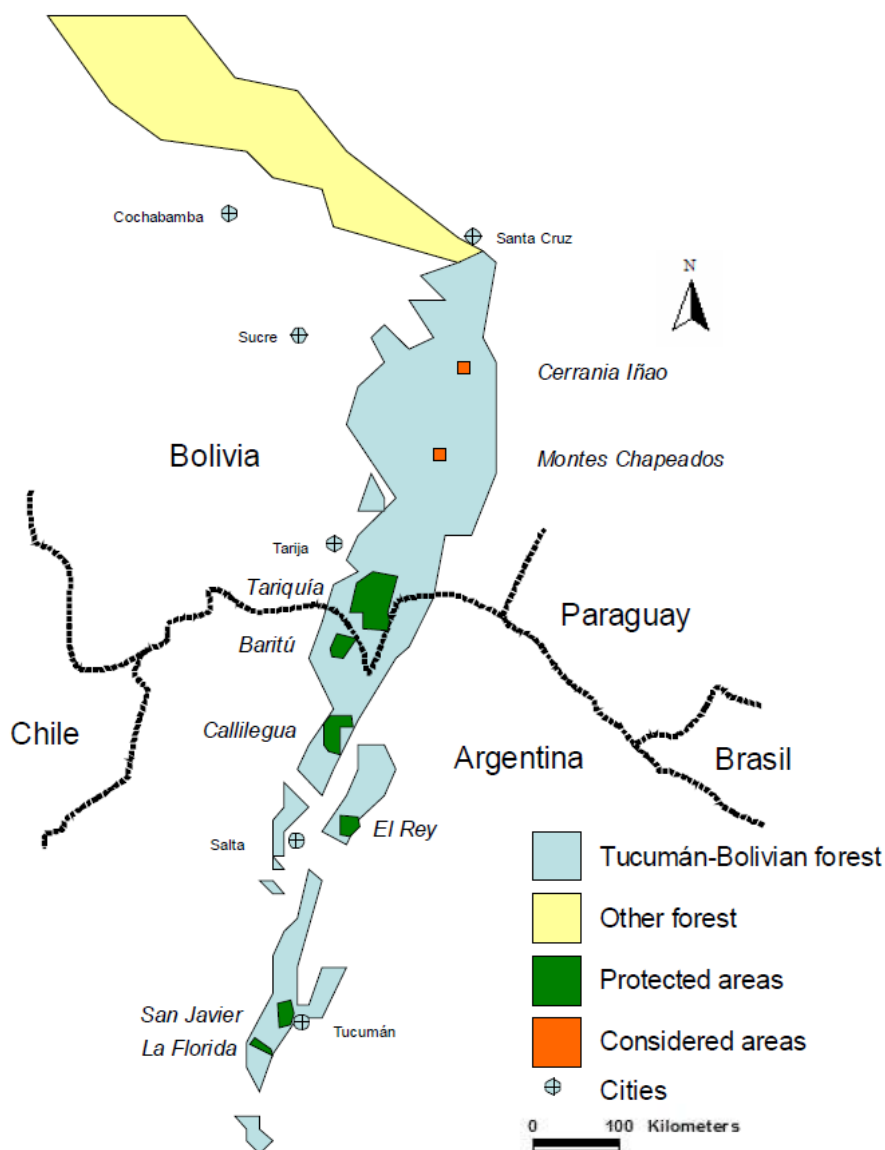 Cochabamba
Santa Cruz
N
Sucre
Cerrania Iñao
Bolivia
Montes Chapeados
Tarija
Tariquía
Paraguay
Baritú
Callilegua
Chile
Argentina
Brasil
El Rey
Salta
Tucumán-Bolivian forest
Other forest
Protected areas
San Javier
Tucumán
La Florida
Considered areas
Cities
0 100 Kilometers